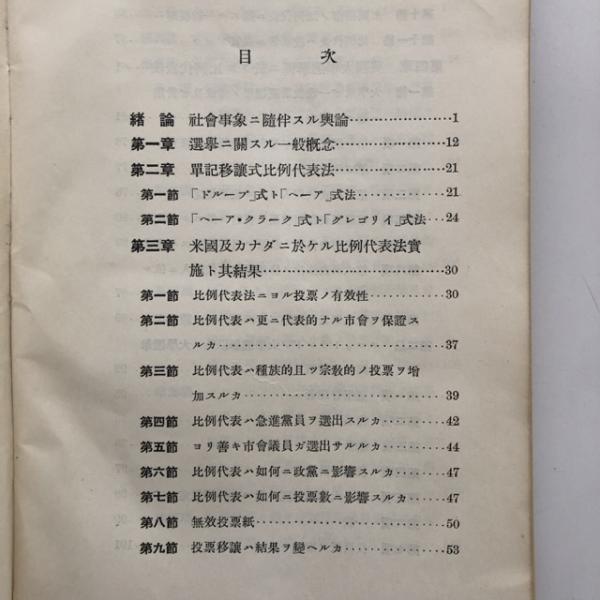 目次
緒論 社會事象ニ隨伴スル輿論……………………1
第一章 選擧ニ關スル一般概念……………………12
第二章 單記移讓式比例代表法……………………21
第一節 「ドループ」式ト「ヘーア」式法……………………21
第二節 「ヘーア・クラーク」式ト「グレゴリイ」式法……24
第三章 米國及カナダニ於ケル比例代表法實
施ト其結果……………………30
第一節 比例代表法ニヨル投票ノ有效性……………………30
第二節 比例代表ハ更ニ代表的ナル市會ヲ保證ス
ルカ……………………37
第三節 比例代表ハ種族的且ツ宗敎的ノ投票ヲ增
加スルカ……………………39
第四節 比例代表ハ急進黨員ヲ選出スルカ……………………42
第五節 ヨリ善キ市會議員ガ選出サルルカ……………………44
第六節 比例代表ハ如何ニ政黨ニ影響スルカ……………………47
第七節 比例代表ハ如何ニ投票數ニ影響スルカ……………………47
第八節 無效投票紙……………………50
第九節 投票移讓ハ結果ヲ變ヘルカ……………………53